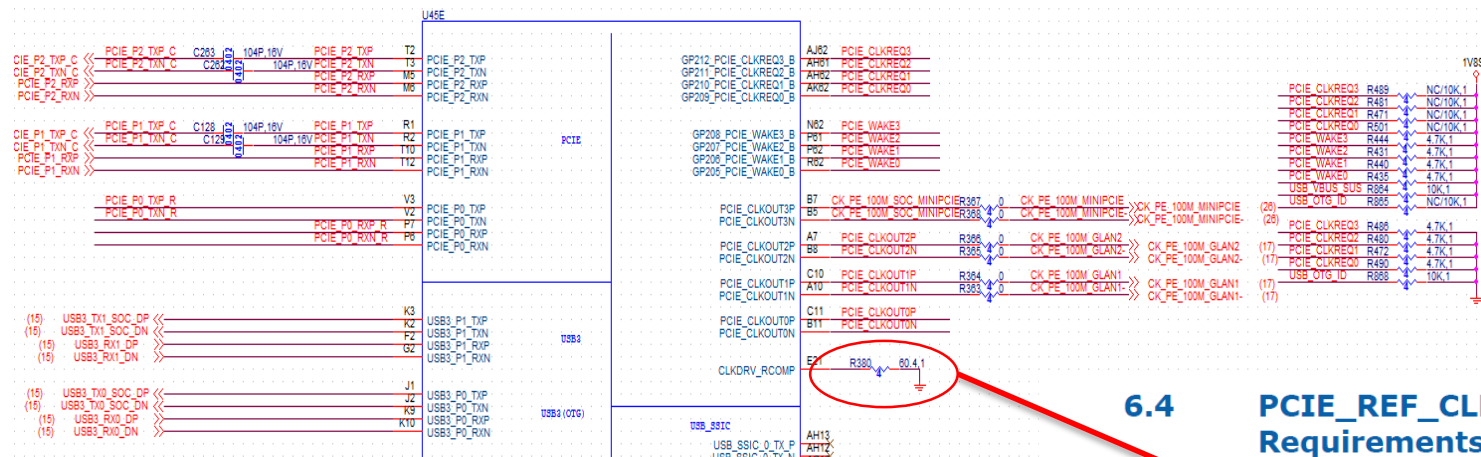 U45E
PCIE_P2_TXP_C PCIE_P2_TXP_C C263 104P,16V PCIE_P2_TXP T2 PCIE_P2_TXP
PCIE_P2_TXN_C PCIE_P2_TXN_C C262 104P,16V PCIE_P2_TXN T3 PCIE_P2_TXN
0402
0402
PCIE_P2_RXP PCIE_P2_RXP M5 PCIE_P2_RXP
PCIE_P2_RXN PCIE_P2_RXN M6 PCIE_P2_RXN
PCIE_P1_TXP_C PCIE_P1_TXP_C C128 104P,16V PCIE_P1_TXP R1 PCIE_P1_TXP
PCIE_P1_TXN_C PCIE_P1_TXN_C C129 104P,16V PCIE_P1_TXN R2 PCIE_P1_TXN
0402
0402
PCIE_P1_RXP PCIE_P1_RXP T10 PCIE_P1_RXP
PCIE_P1_RXN PCIE_P1_RXN T12 PCIE_P1_RXN
PCIE_P0_TXP_R V3 PCIE_P0_TXP
PCIE_P0_TXN_R V2 PCIE_P0_TXN
PCIE_P0_RXP_R P7 PCIE_P0_RXP
PCIE_P0_RXN_R P6 PCIE_P0_RXN
PCIE
(15) USB3_TX1_SOC_DP K3 USB3_P1_TXP
(15) USB3_TX1_SOC_DN K2 USB3_P1_TXN
(15) USB3_RX1_DP F2 USB3_P1_RXP
(15) USB3_RX1_DN G2 USB3_P1_RXN
USB3
(15) USB3_TX0_SOC_DP J1 USB3_P0_TXP
(15) USB3_TX0_SOC_DN J2 USB3_P0_TXN
(15) USB3_RX0_DP K9 USB3_P0_RXP
(15) USB3_RX0_DN K10 USB3_P0_RXN
USB3(OTG)
GP212_PCIE_CLKREQ3_B AJ62 PCIE_CLKREQ3
GP211_PCIE_CLKREQ2_B AH61 PCIE_CLKREQ2
GP210_PCIE_CLKREQ1_B AH62 PCIE_CLKREQ1
GP209_PCIE_CLKREQ0_B AK62 PCIE_CLKREQ0
GP208_PCIE_WAKE3_B N62 PCIE_WAKE3
GP207_PCIE_WAKE2_B P61 PCIE_WAKE2
GP206_PCIE_WAKE1_B P62 PCIE_WAKE1
GP205_PCIE_WAKE0_B R62 PCIE_WAKE0
PCIE_CLKOUT3P B7 CK_PE_100M_SOC_MINIPCIE R367 0 CK_PE_100M_MINIPCIE CK_PE_100M_MINIPCIE (26)
PCIE_CLKOUT3N B5 CK_PE_100M_SOC_MINIPCIE- R368 0 CK_PE_100M_MINIPCIE- CK_PE_100M_MINIPCIE- (26)
PCIE_CLKOUT2P A7 PCIE_CLKOUT2P R366 0 CK_PE_100M_GLAN2 CK_PE_100M_GLAN2 (17)
PCIE_CLKOUT2N B8 PCIE_CLKOUT2N R365 0 CK_PE_100M_GLAN2- CK_PE_100M_GLAN2- (17)
PCIE_CLKOUT1P C10 PCIE_CLKOUT1P R364 0 CK_PE_100M_GLAN1 CK_PE_100M_GLAN1 (17)
PCIE_CLKOUT1N A10 PCIE_CLKOUT1N R363 0 CK_PE_100M_GLAN1- CK_PE_100M_GLAN1- (17)
PCIE_CLKOUT0P C11 PCIE_CLKOUT0P
PCIE_CLKOUT0N B11 PCIE_CLKOUT0N
CLKDRV_RCOMP E21 R380 60.4,1
4
USB_SSIC
USB_SSIC_0_TX_P AH13
USB_SSIC_0_TX_N AH12
1V8S
PCIE_CLKREQ3 R489 NC/10K,1
PCIE_CLKREQ2 R481 NC/10K,1
PCIE_CLKREQ1 R471 NC/10K,1
PCIE_CLKREQ0 R501 NC/10K,1
PCIE_WAKE3 R444 4.7K,1
PCIE_WAKE2 R431 4.7K,1
PCIE_WAKE1 R440 4.7K,1
PCIE_WAKE0 R435 4.7K,1
USB_VBUS_SUS R864 10K,1
USB_OTG_ID R865 NC/10K,1
PCIE_CLKREQ3 R486 4.7K,1
PCIE_CLKREQ2 R480 4.7K,1
PCIE_CLKREQ1 R472 4.7K,1
PCIE_CLKREQ0 R490 4.7K,1
USB_OTG_ID R868 10K,1
6.4 PCIE_REF_CL
Requirements